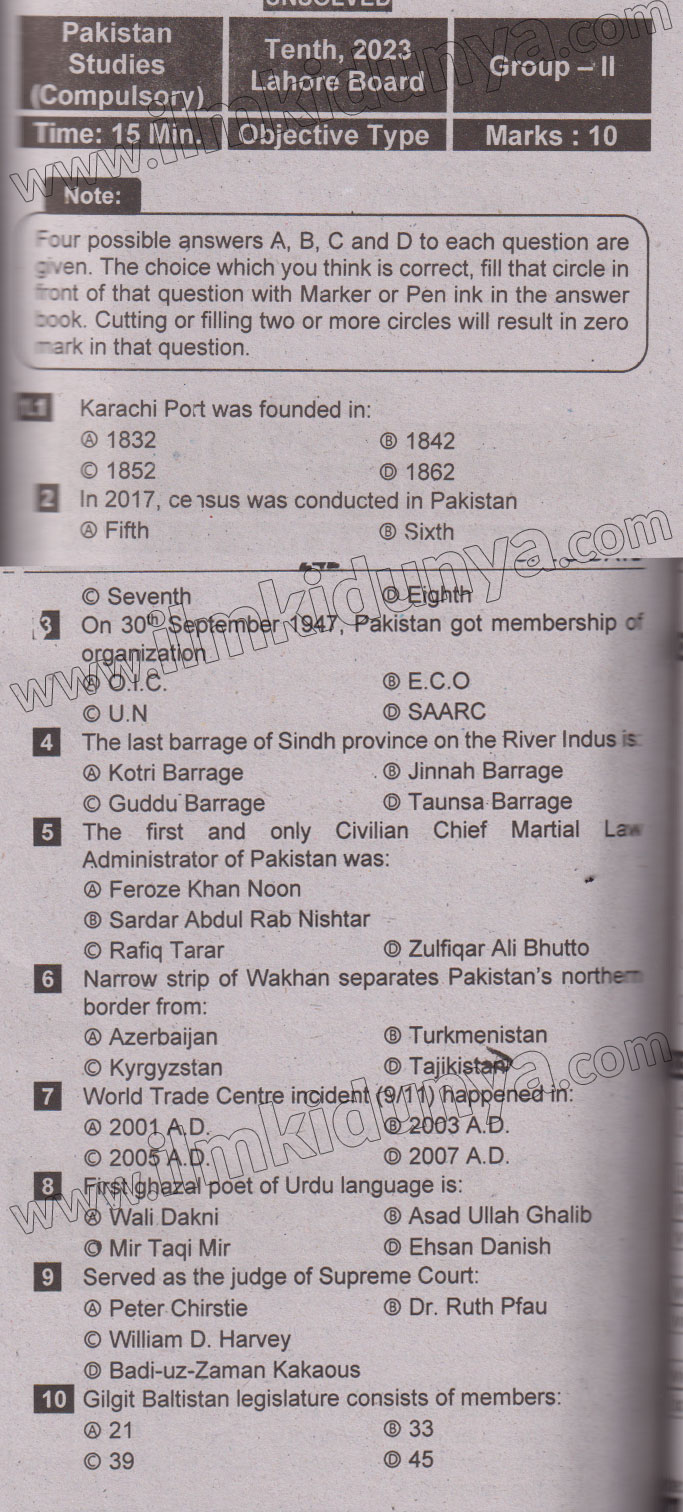 UNSOLVED
Pakistan Studies (Compulsory)
Tenth, 2023 Lahore Board
Group – II
Time: 15 Min.
Objective Type
Marks : 10
Note:
Four possible answers A, B, C and D to each question are
given. The choice which you think is correct, fill that circle in
front of that question with Marker or Pen ink in the answer
book. Cutting or filling two or more circles will result in zero
mark in that question.
1.1 Karachi Port was founded in:
Ⓐ 1832 Ⓑ 1842
Ⓒ 1852 Ⓓ 1862
2 In 2017, census was conducted in Pakistan
Ⓐ Fifth Ⓑ Sixth
Ⓒ Seventh Ⓓ Eighth
3 On 30th September 1947, Pakistan got membership of
organization
Ⓐ O.I.C. Ⓑ E.C.O
Ⓒ U.N Ⓓ SAARC
4 The last barrage of Sindh province on the River Indus is:
Ⓐ Kotri Barrage Ⓑ Jinnah Barrage
Ⓒ Guddu Barrage Ⓓ Taunsa Barrage
5 The first and only Civilian Chief Martial Law
Administrator of Pakistan was:
Ⓐ Feroze Khan Noon
Ⓑ Sardar Abdul Rab Nishtar
Ⓒ Rafiq Tarar Ⓓ Zulfiqar Ali Bhutto
6 Narrow strip of Wakhan separates Pakistan's northern
border from:
Ⓐ Azerbaijan Ⓑ Turkmenistan
Ⓒ Kyrgyzstan Ⓓ Tajikistan
7 World Trade Centre incident (9/11) happened in:
Ⓐ 2001 A.D. Ⓑ 2003 A.D.
Ⓒ 2005 A.D. Ⓓ 2007 A.D.
8 First ghazal poet of Urdu language is:
Ⓐ Wali Dakni Ⓑ Asad Ullah Ghalib
Ⓒ Mir Taqi Mir Ⓓ Ehsan Danish
9 Served as the judge of Supreme Court:
Ⓐ Peter Chirstie Ⓑ Dr. Ruth Pfau
Ⓒ William D. Harvey
Ⓓ Badi-uz-Zaman Kakaous
10 Gilgit Baltistan legislature consists of members:
Ⓐ 21 Ⓑ 33
Ⓒ 39 Ⓓ 45
www.ilmkidunya.com
www.ilmkidunya.com
www.ilmkidunya.com